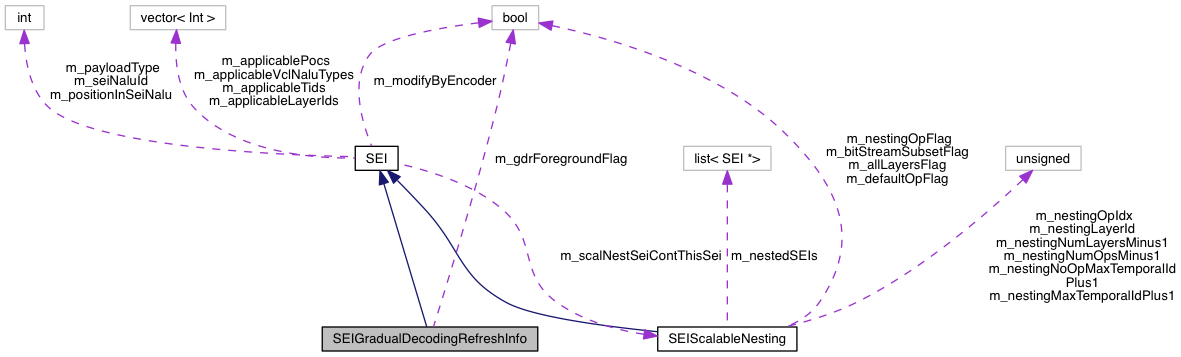 int
vector< Int >
bool
m_payloadType
m_seiNaluId
m_positionInSeiNalu
m_applicablePocs
m_applicableVclNaluTypes
m_applicableTids
m_applicableLayerIds
m_modifyByEncoder
m_gdrForegroundFlag
m_nestingOpFlag
m_bitStreamSubsetFlag
m_allLayersFlag
m_defaultOpFlag
SEI
list< SEI *>
unsigned
m_scalNestSeiContThisSei
m_nestedSEIs
m_nestingOpIdx
m_nestingLayerId
m_nestingNumLayersMinus1
m_nestingNumOpsMinus1
m_nestingNoOpMaxTemporalId
Plus1
m_nestingMaxTemporalIdPlus1
SEIGradualDecodingRefreshInfo
SEIScalableNesting